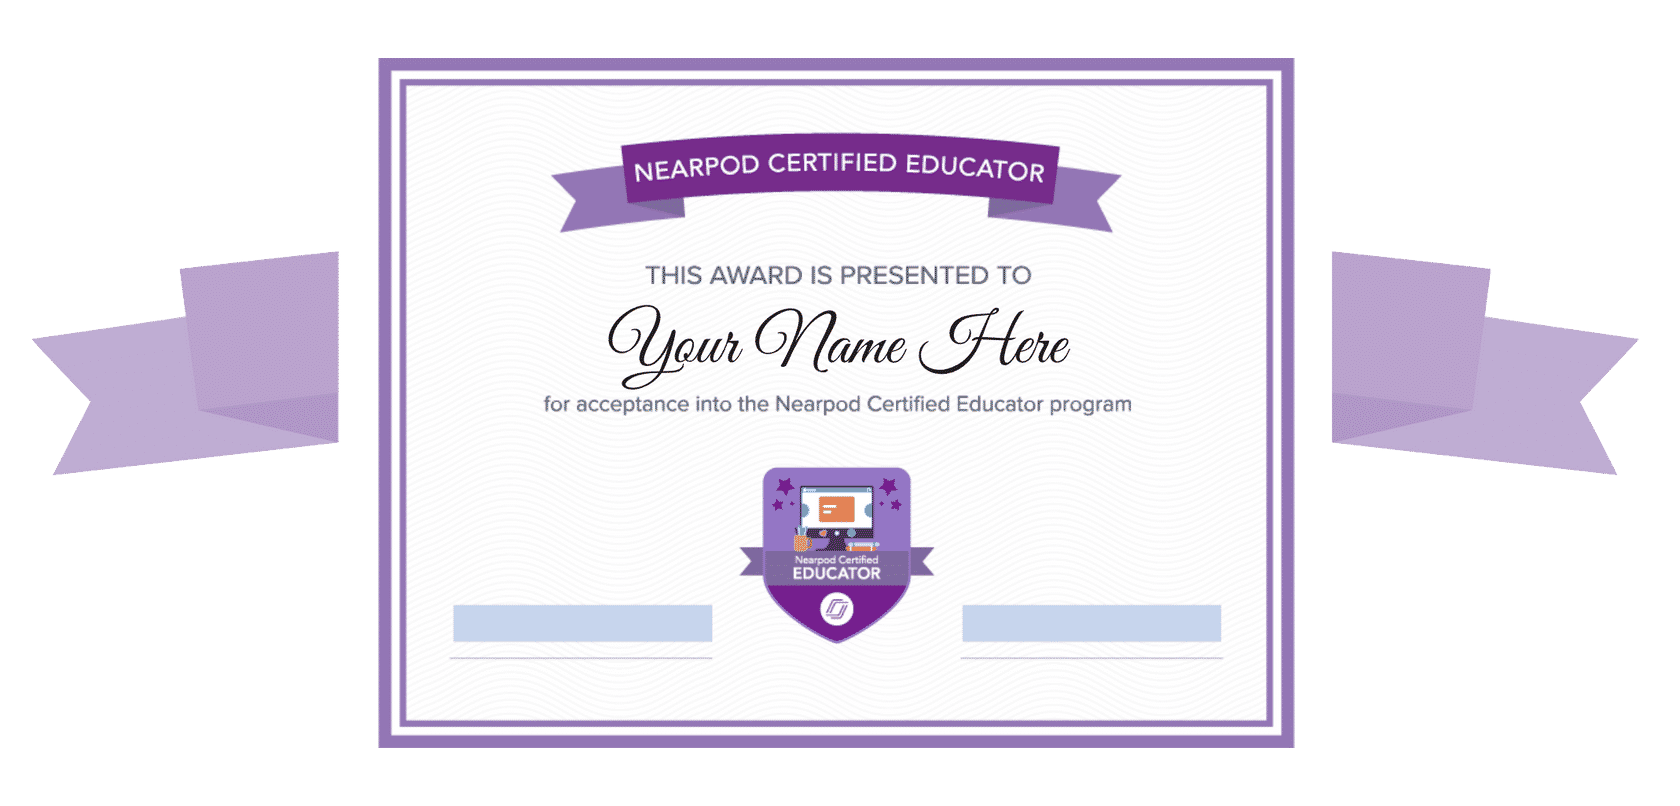 NEARPOD CERTIFIED EDUCATOR
THIS AWARD IS PRESENTED TO
Your Name Here
for acceptance into the Nearpod Certified Educator program
Nearpod Certified
EDUCATOR